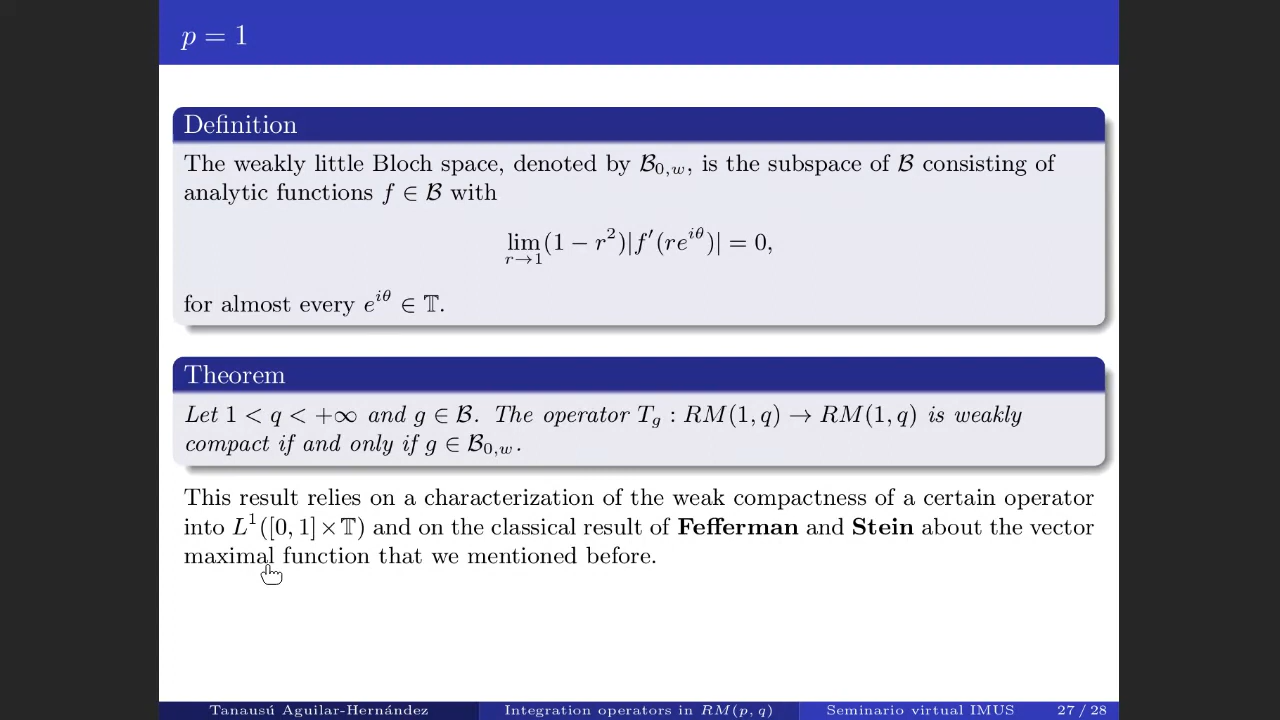 p = 1
Definition
The weakly little Bloch space, denoted by ℬ₀,w, is the subspace of ℬ consisting of
analytic functions f ∈ ℬ with
lim_{r→1} (1 − r²)|f′(re^{iθ})| = 0,
for almost every e^{iθ} ∈ 𝕋.
Theorem
Let 1 < q < +∞ and g ∈ ℬ. The operator T_g : RM(1, q) → RM(1, q) is weakly
compact if and only if g ∈ ℬ₀,w.
This result relies on a characterization of the weak compactness of a certain operator
into L¹([0, 1] × 𝕋) and on the classical result of Fefferman and Stein about the vector
maximal function that we mentioned before.
Tanausú Aguilar-Hernández Integration operators in RM(p, q) Seminario virtual IMUS 27 / 28